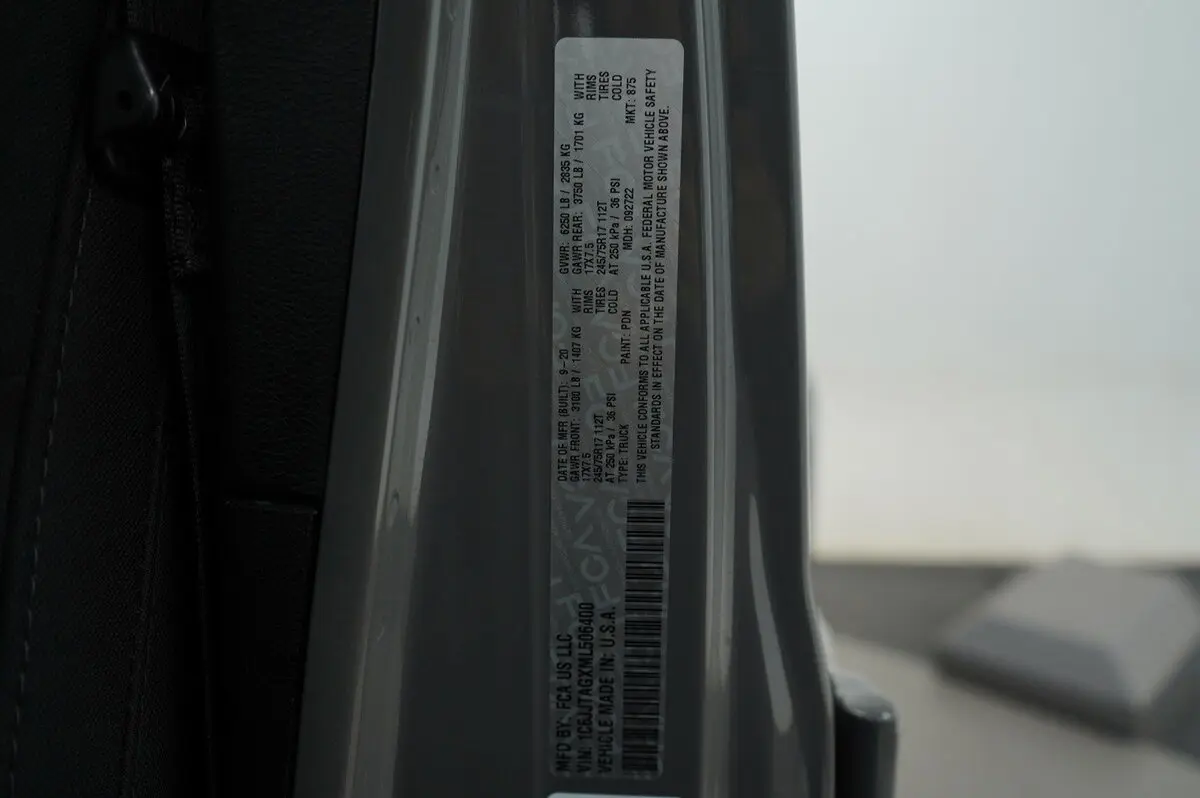 MFD BY: FCA US LLC
VIN: 1C6JJTAGXML506400
VEHICLE MADE IN: U.S.A.
DATE OF MFR (BUILT): 9-20
GAWR FRONT: 3100 LB / 1407 KG WITH
17X7.5 RIMS
245/75R17 112T TIRES
AT 250 kPa / 36 PSI COLD
GVWR: 6250 LB / 2835 KG
GAWR REAR: 3750 LB / 1701 KG WITH
17X7.5 RIMS
245/75R17 112T TIRES
AT 250 kPa / 36 PSI COLD
TYPE: TRUCK PAINT: PDN MDH: 092722 MKT: 875
THIS VEHICLE CONFORMS TO ALL APPLICABLE U.S.A. FEDERAL MOTOR VEHICLE SAFETY
STANDARDS IN EFFECT ON THE DATE OF MANUFACTURE SHOWN ABOVE.